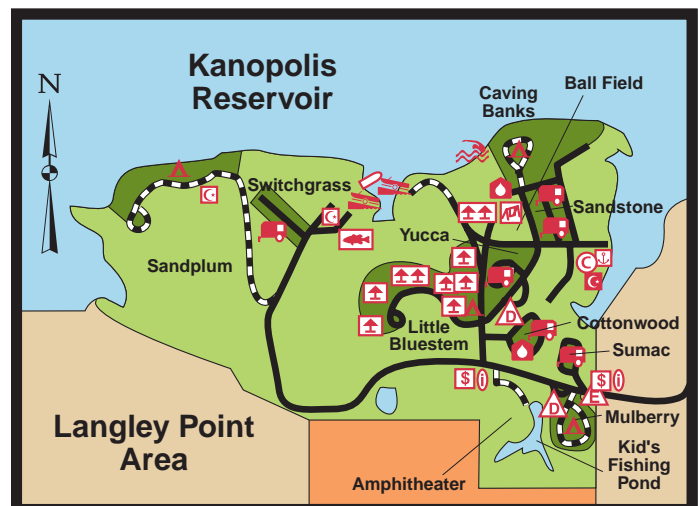 Kanopolis
Reservoir
N
Caving
Banks
Ball Field
Switchgrass
Sandstone
Yucca
Sandplum
C
D
Little
Bluestem
Cottonwood
Sumac
$ i
$ i
D
E
Mulberry
Langley Point
Area
Kid's
Fishing
Pond
Amphitheater